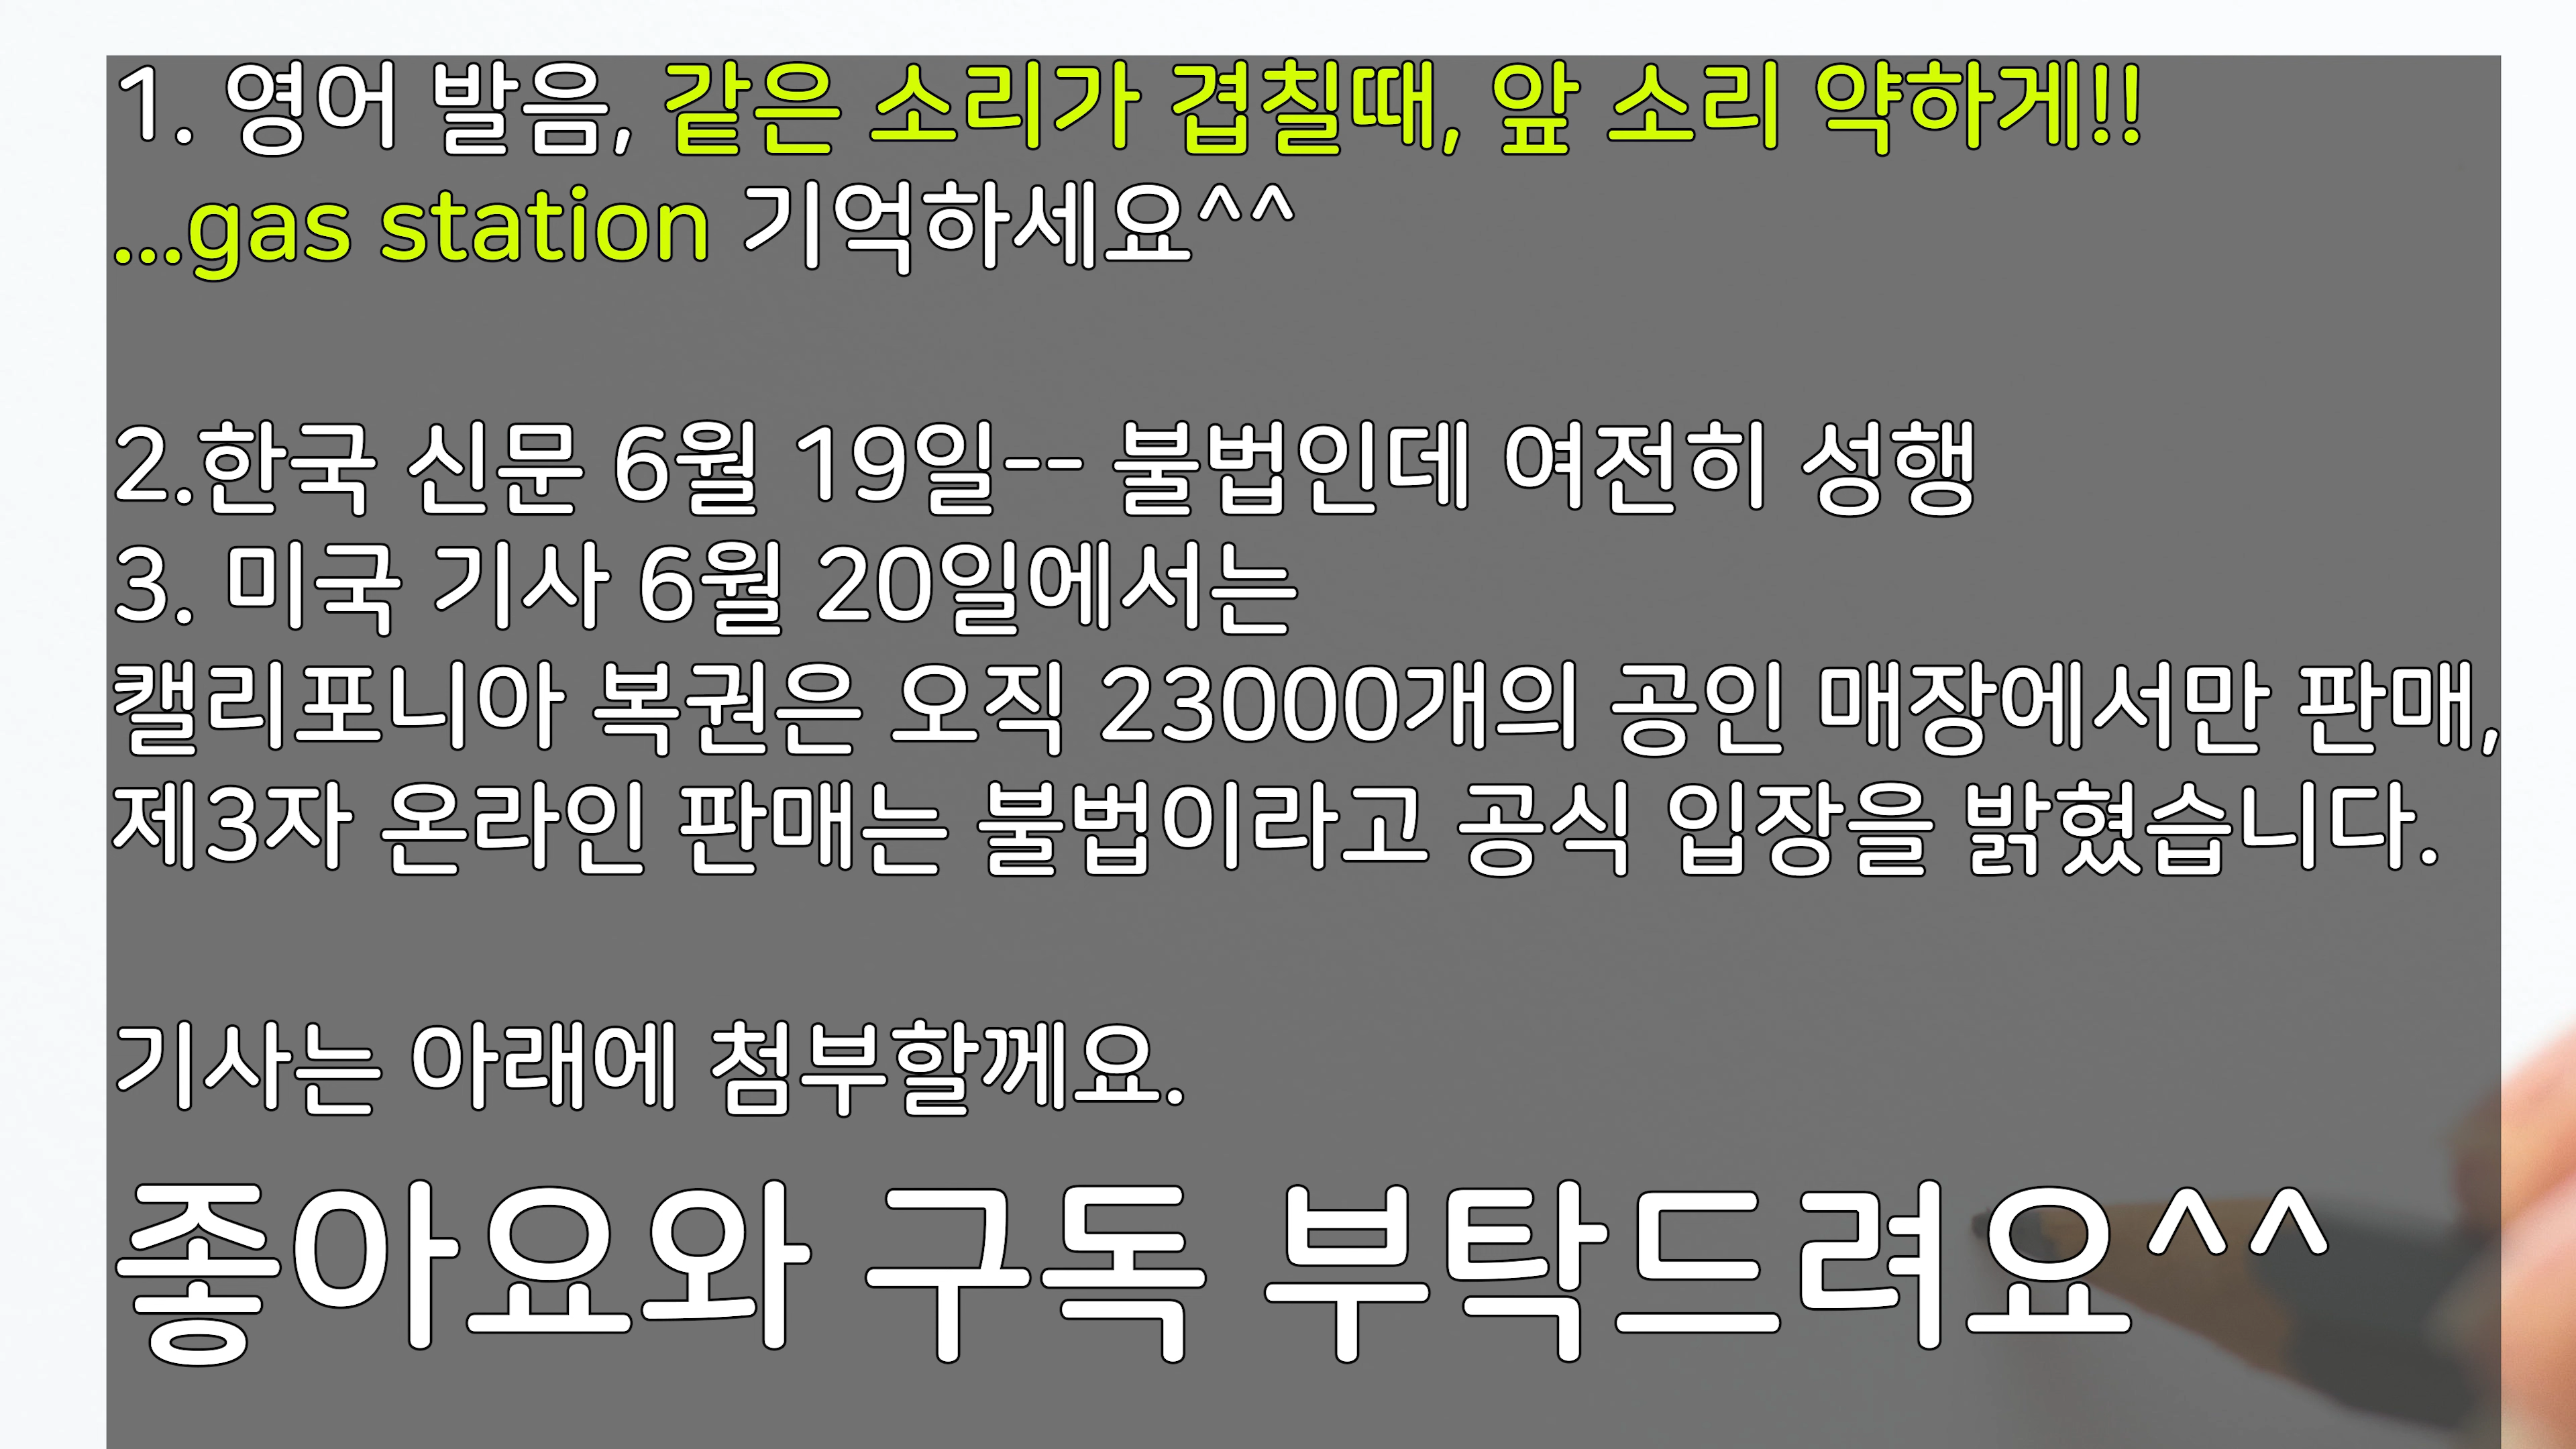 1. 영어 발음, 같은 소리가 겹칠때, 앞 소리 약하게!!
...gas station 기억하세요^^
2.한국 신문 6월 19일-- 불법인데 여전히 성행
3. 미국 기사 6월 20일에서는
캘리포니아 복권은 오직 23000개의 공인 매장에서만 판매,
제3자 온라인 판매는 불법이라고 공식 입장을 밝혔습니다.
기사는 아래에 첨부할께요.
좋아요와 구독 부탁드려요^^